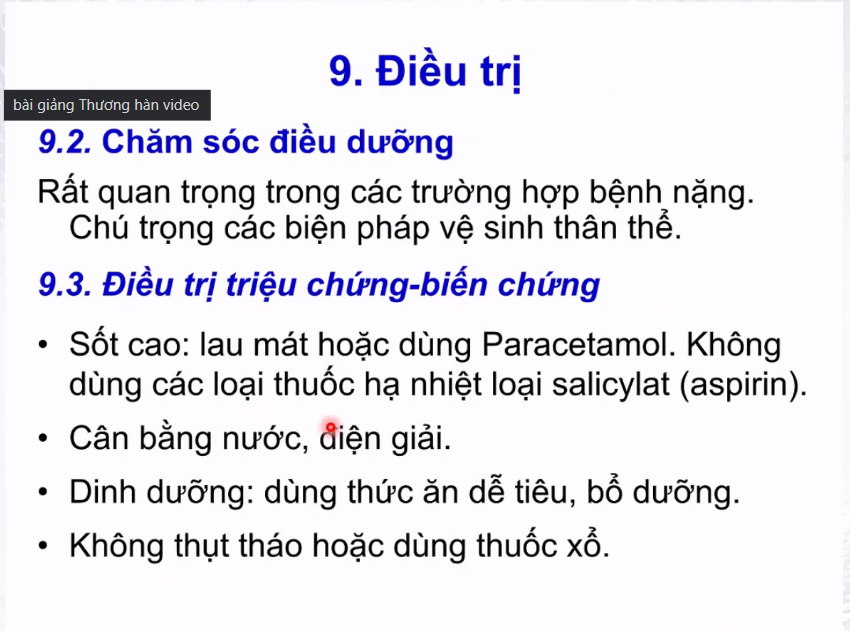 9. Điều trị
bài giảng Thương hàn video
9.2. Chăm sóc điều dưỡng
Rất quan trọng trong các trường hợp bệnh nặng.
Chú trọng các biện pháp vệ sinh thân thể.
9.3. Điều trị triệu chứng-biến chứng
• Sốt cao: lau mát hoặc dùng Paracetamol. Không
dùng các loại thuốc hạ nhiệt loại salicylat (aspirin).
• Cân bằng nước, điện giải.
• Dinh dưỡng: dùng thức ăn dễ tiêu, bổ dưỡng.
• Không thụt tháo hoặc dùng thuốc xổ.